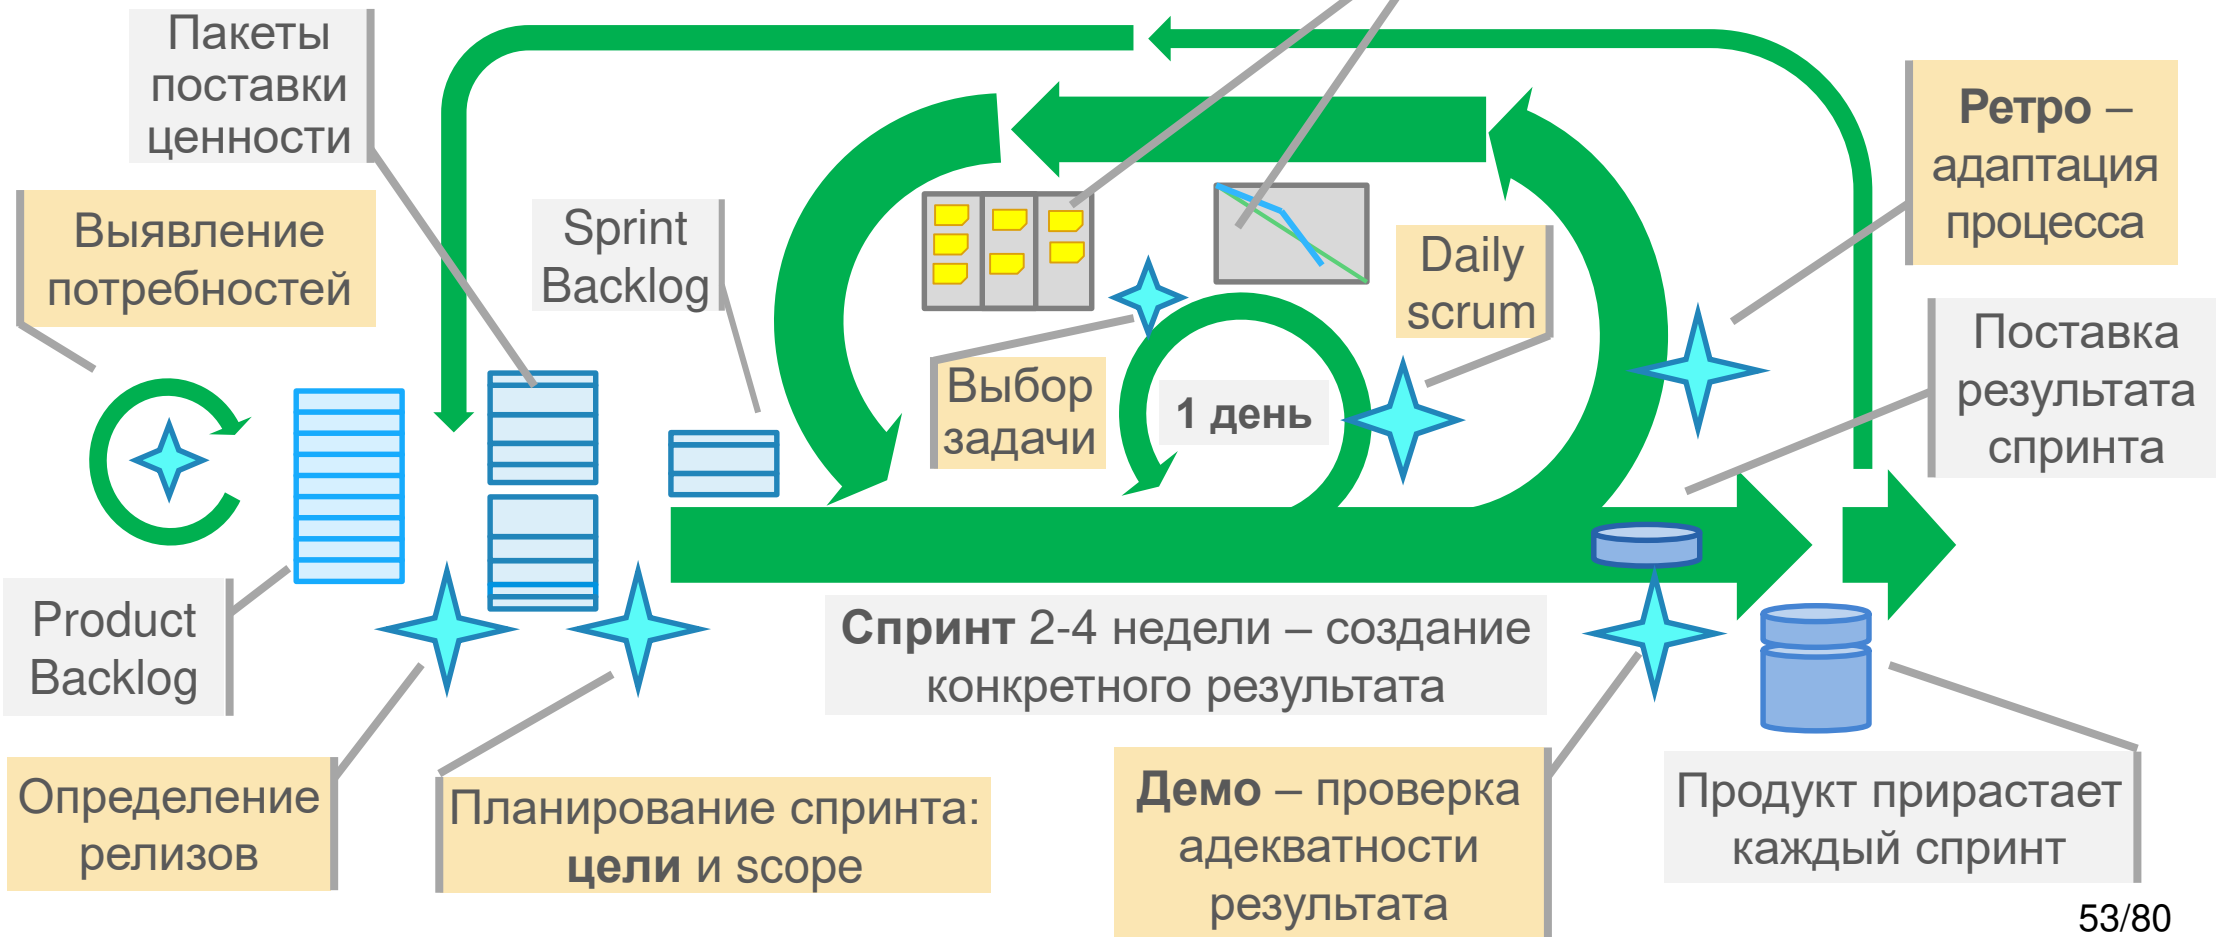 Пакеты
поставки
ценности
Выявление
потребностей
Sprint
Backlog
Daily
scrum
Ретро –
адаптация
процесса
Выбор
задачи
1 день
Поставка
результата
спринта
Product
Backlog
Спринт 2-4 недели – создание
конкретного результата
Определение
релизов
Планирование спринта:
цели и scope
Демо – проверка
адекватности
результата
Продукт прирастает
каждый спринт
53/80